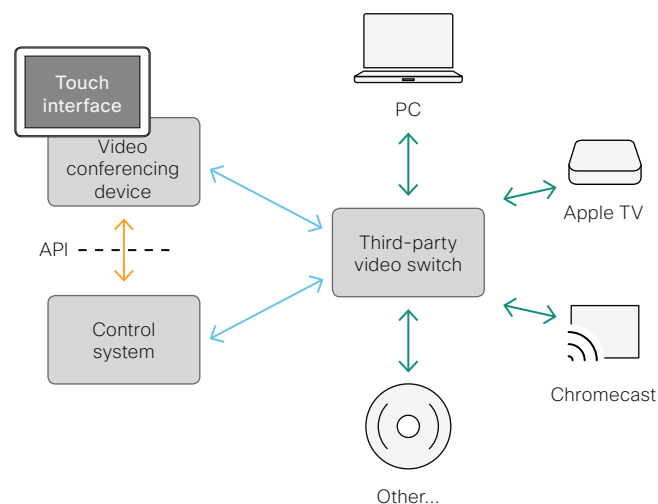 Touch
interface
PC
Video
conferencing
device
Apple TV
API
Third-party
video switch
Control
system
Chromecast
Other...